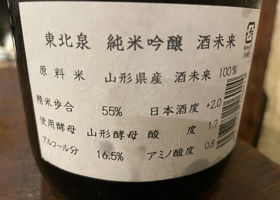 東北泉 純米吟醸 酒未来
原料米 山形県産 酒未来 100%
精米歩合 55% 日本酒度 +2.0
使用酵母 山形酵母 酸度 1.7
アルコール分 16.5% アミノ酸度 0.8